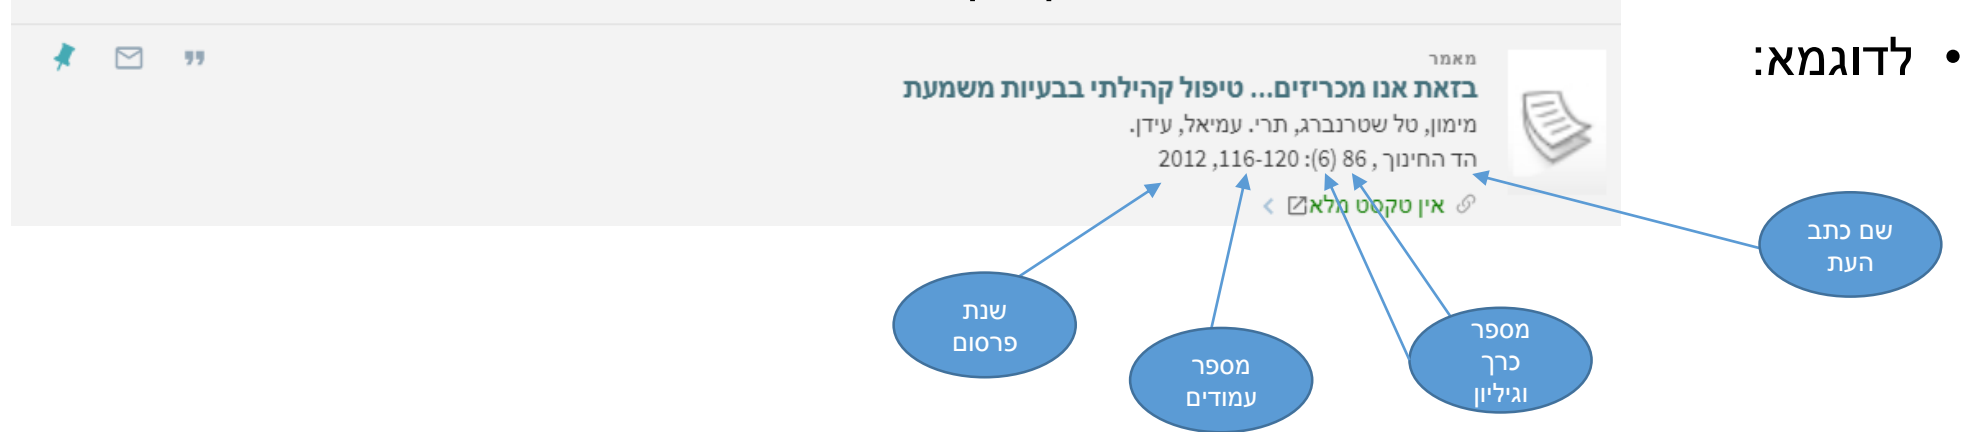 לדוגמא:
מאמר
בזאת אנו מכריזים... טיפול קהילתי בבעיות משמעת
מימון, טל שטרנברג, תרי. עמיאל, עידן.
הד החינוך , 86 (6): 116-120, 2012
אין טקסט מלא
שם כתב
העת
שנת
פרסום
מספר
עמודים
מספר
כרך
וגיליון